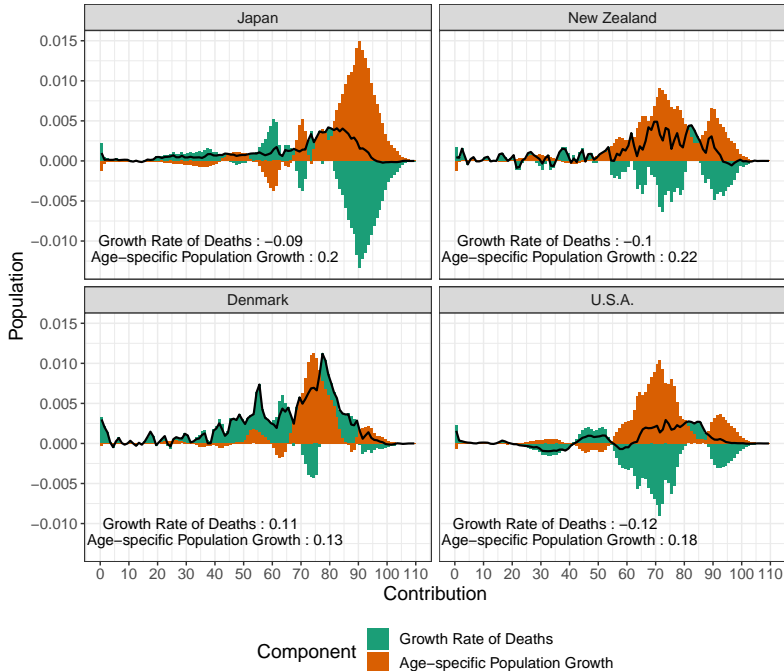 Japan
New Zealand
0.015
0.010
0.005
0.000
−0.005
−0.010
Growth Rate of Deaths : −0.09
Age−specific Population Growth : 0.2
Growth Rate of Deaths : −0.1
Age−specific Population Growth : 0.22
Population
Denmark
U.S.A.
0.015
0.010
0.005
0.000
−0.005
−0.010
Growth Rate of Deaths : 0.11
Age−specific Population Growth : 0.13
Growth Rate of Deaths : −0.12
Age−specific Population Growth : 0.18
0 10 20 30 40 50 60 70 80 90 100 110
0 10 20 30 40 50 60 70 80 90 100 110
Contribution
Component
Growth Rate of Deaths
Age−specific Population Growth